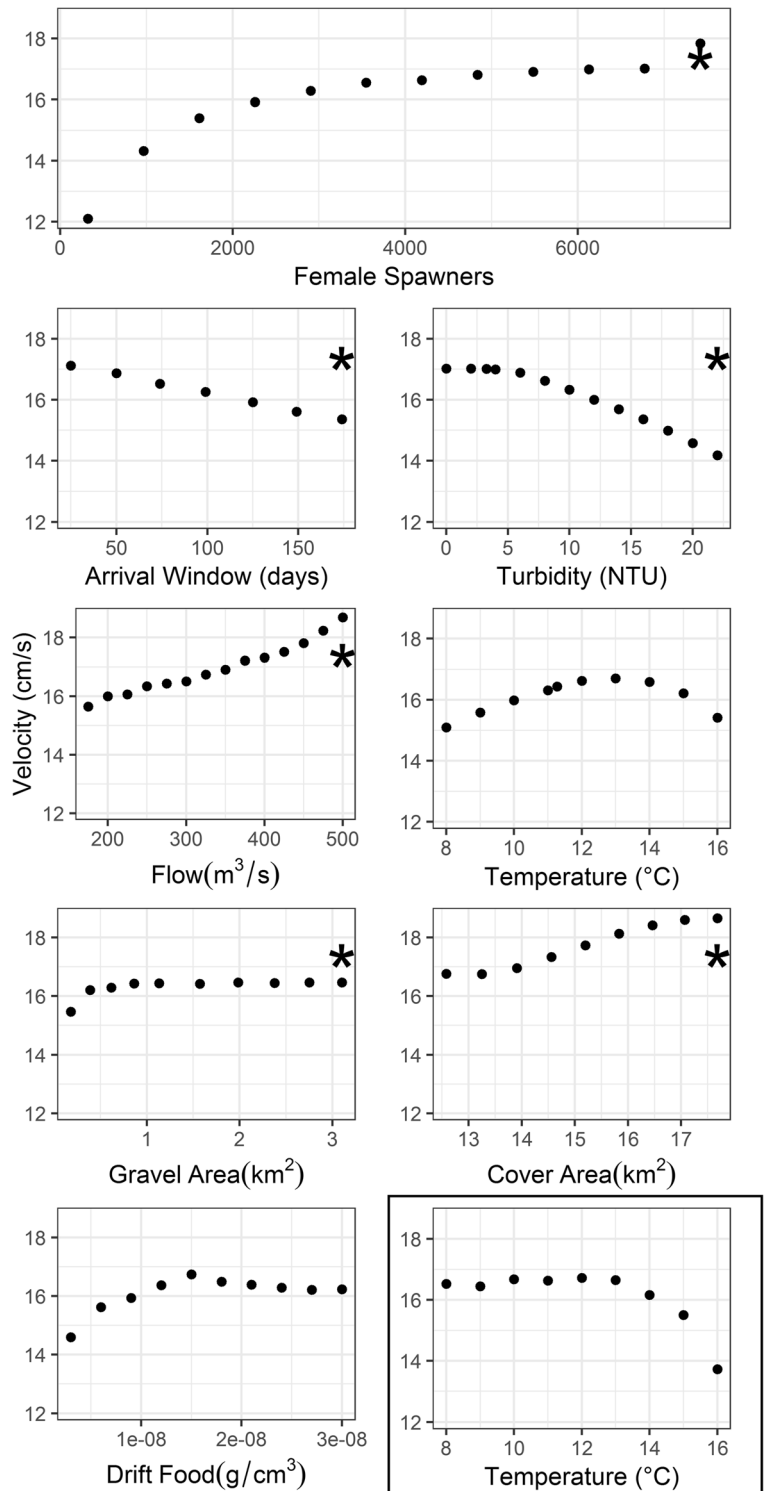 18
16
14
12
0 2000 4000 6000
Female Spawners
18
16
14
12
50 100 150
Arrival Window (days)
18
16
14
12
0 5 10 15 20
Turbidity (NTU)
Velocity (cm/s)
18
16
14
12
200 300 400 500
Flow(m³/s)
18
16
14
12
8 10 12 14 16
Temperature (°C)
18
16
14
12
1 2 3
Gravel Area(km²)
18
16
14
12
13 14 15 16 17
Cover Area(km²)
18
16
14
12
1e-08 2e-08 3e-08
Drift Food(g/cm³)
18
16
14
12
8 10 12 14 16
Temperature (°C)